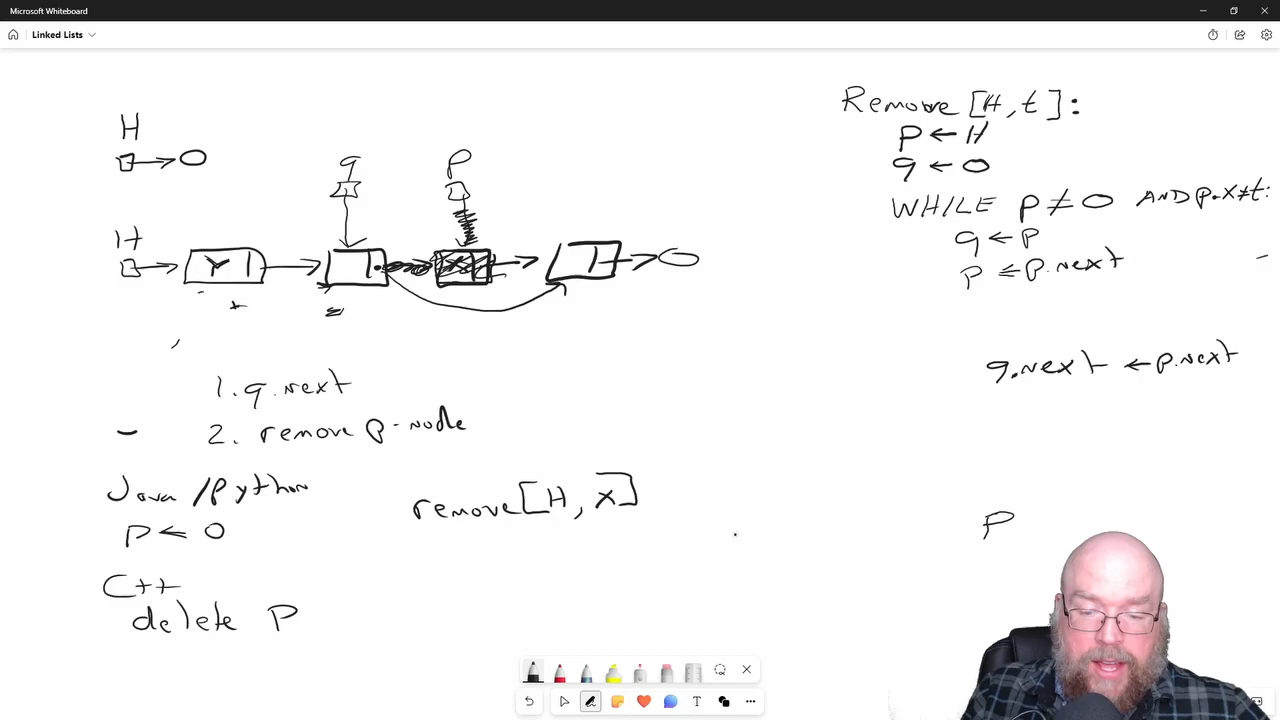 Microsoft Whiteboard
Linked Lists
H
q
P
H
Y
X
1. q.next
2. remove P-node
Java/Python
P ← 0
C++
delete P
remove[H, X]
Remove [H, t]:
P ← H
q ← 0
WHILE P ≠ 0 AND P.X ≠ t:
q ← P
P ← P.next
q.next ← P.next
P
T